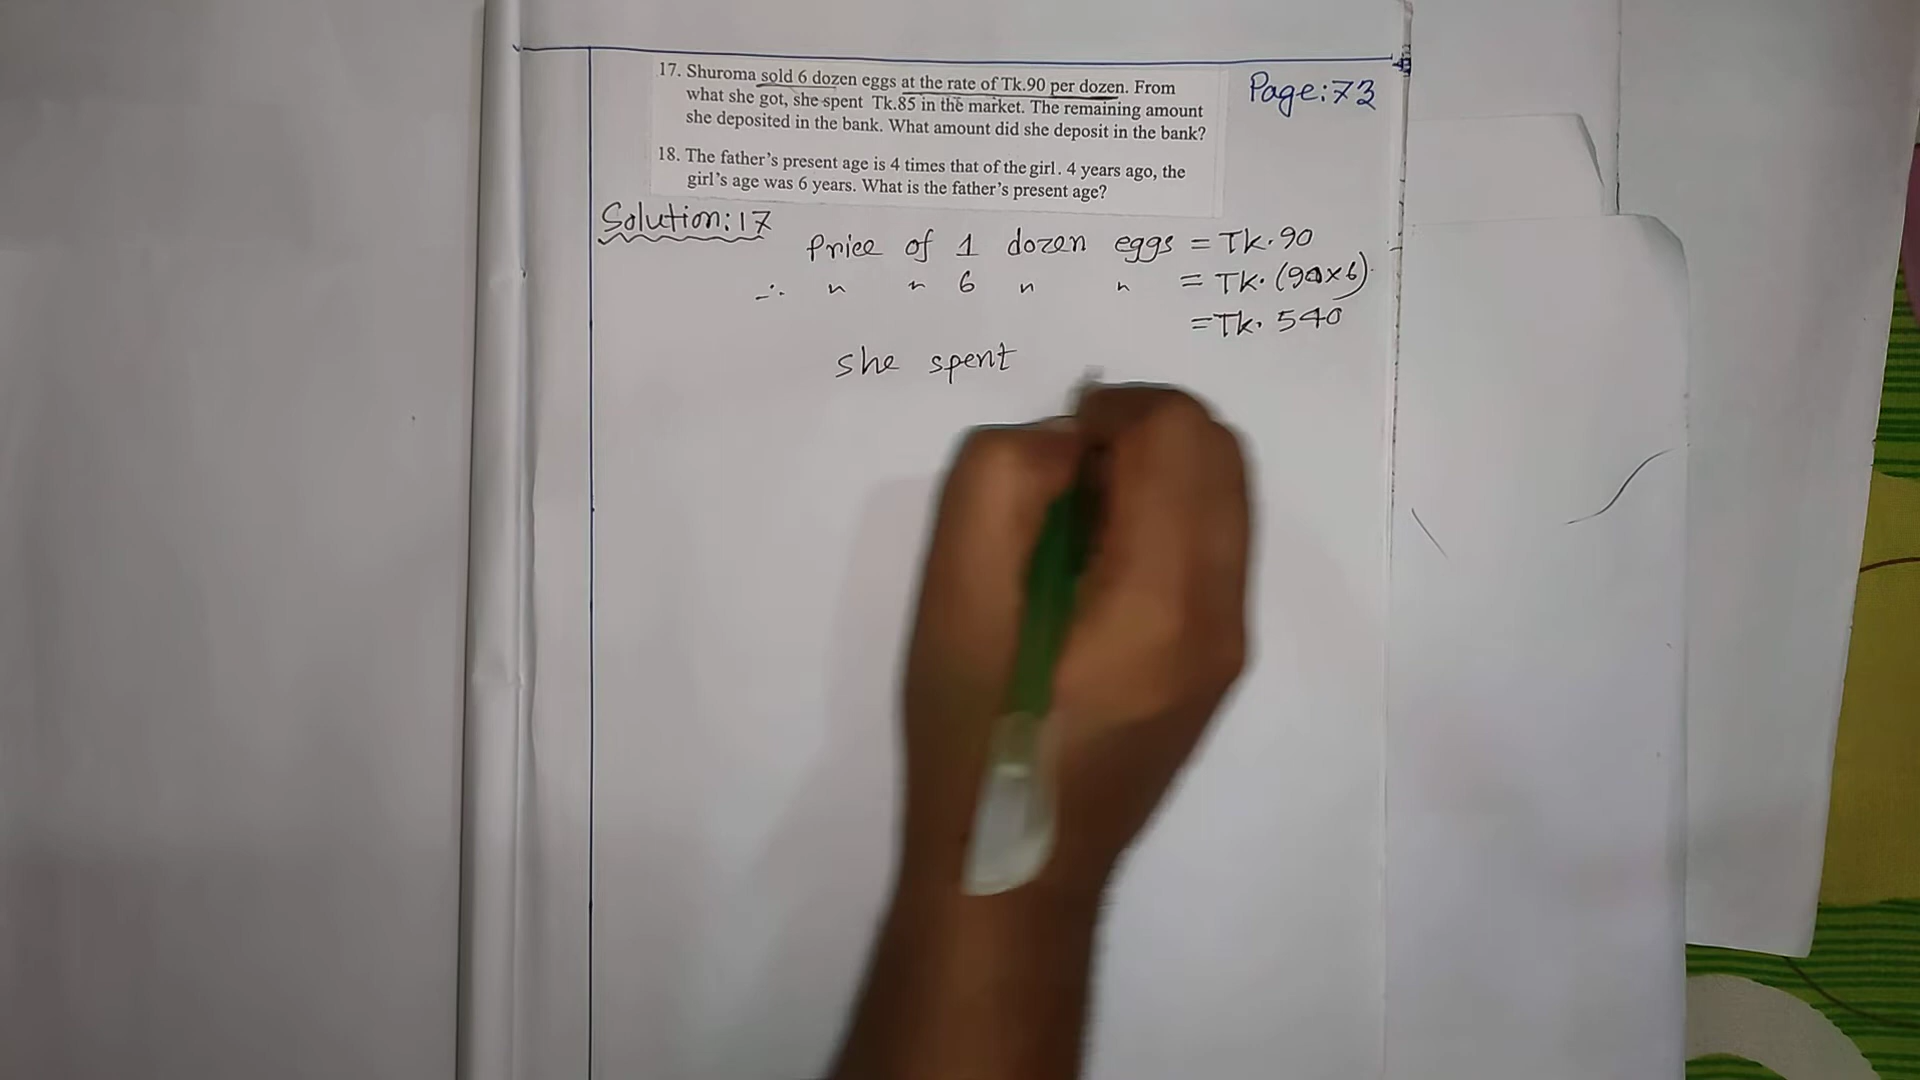 17. Shuroma sold 6 dozen eggs at the rate of Tk.90 per dozen. From
what she got, she spent Tk.85 in the market. The remaining amount
she deposited in the bank. What amount did she deposit in the bank?
18. The father's present age is 4 times that of the girl. 4 years ago, the
girl's age was 6 years. What is the father's present age?
Page:73
Solution:17
Price of 1 dozen eggs = Tk.90
∴ " " 6 " " = Tk. (90×6)
=Tk. 540
she spent